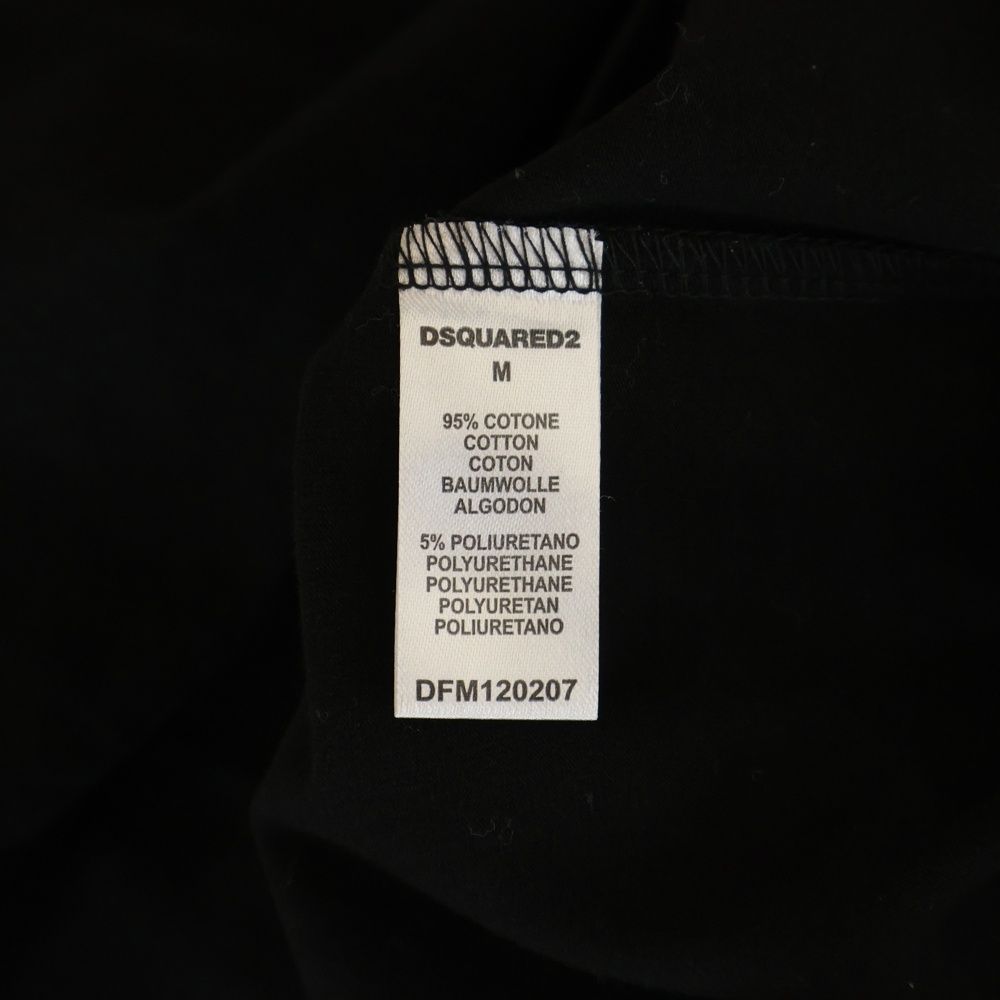 DSQUARED2
M
95% COTONE
COTTON
COTON
BAUMWOLLE
ALGODON
5% POLIURETANO
POLYURETHANE
POLYURETHANE
POLYURETAN
POLIURETANO
DFM120207